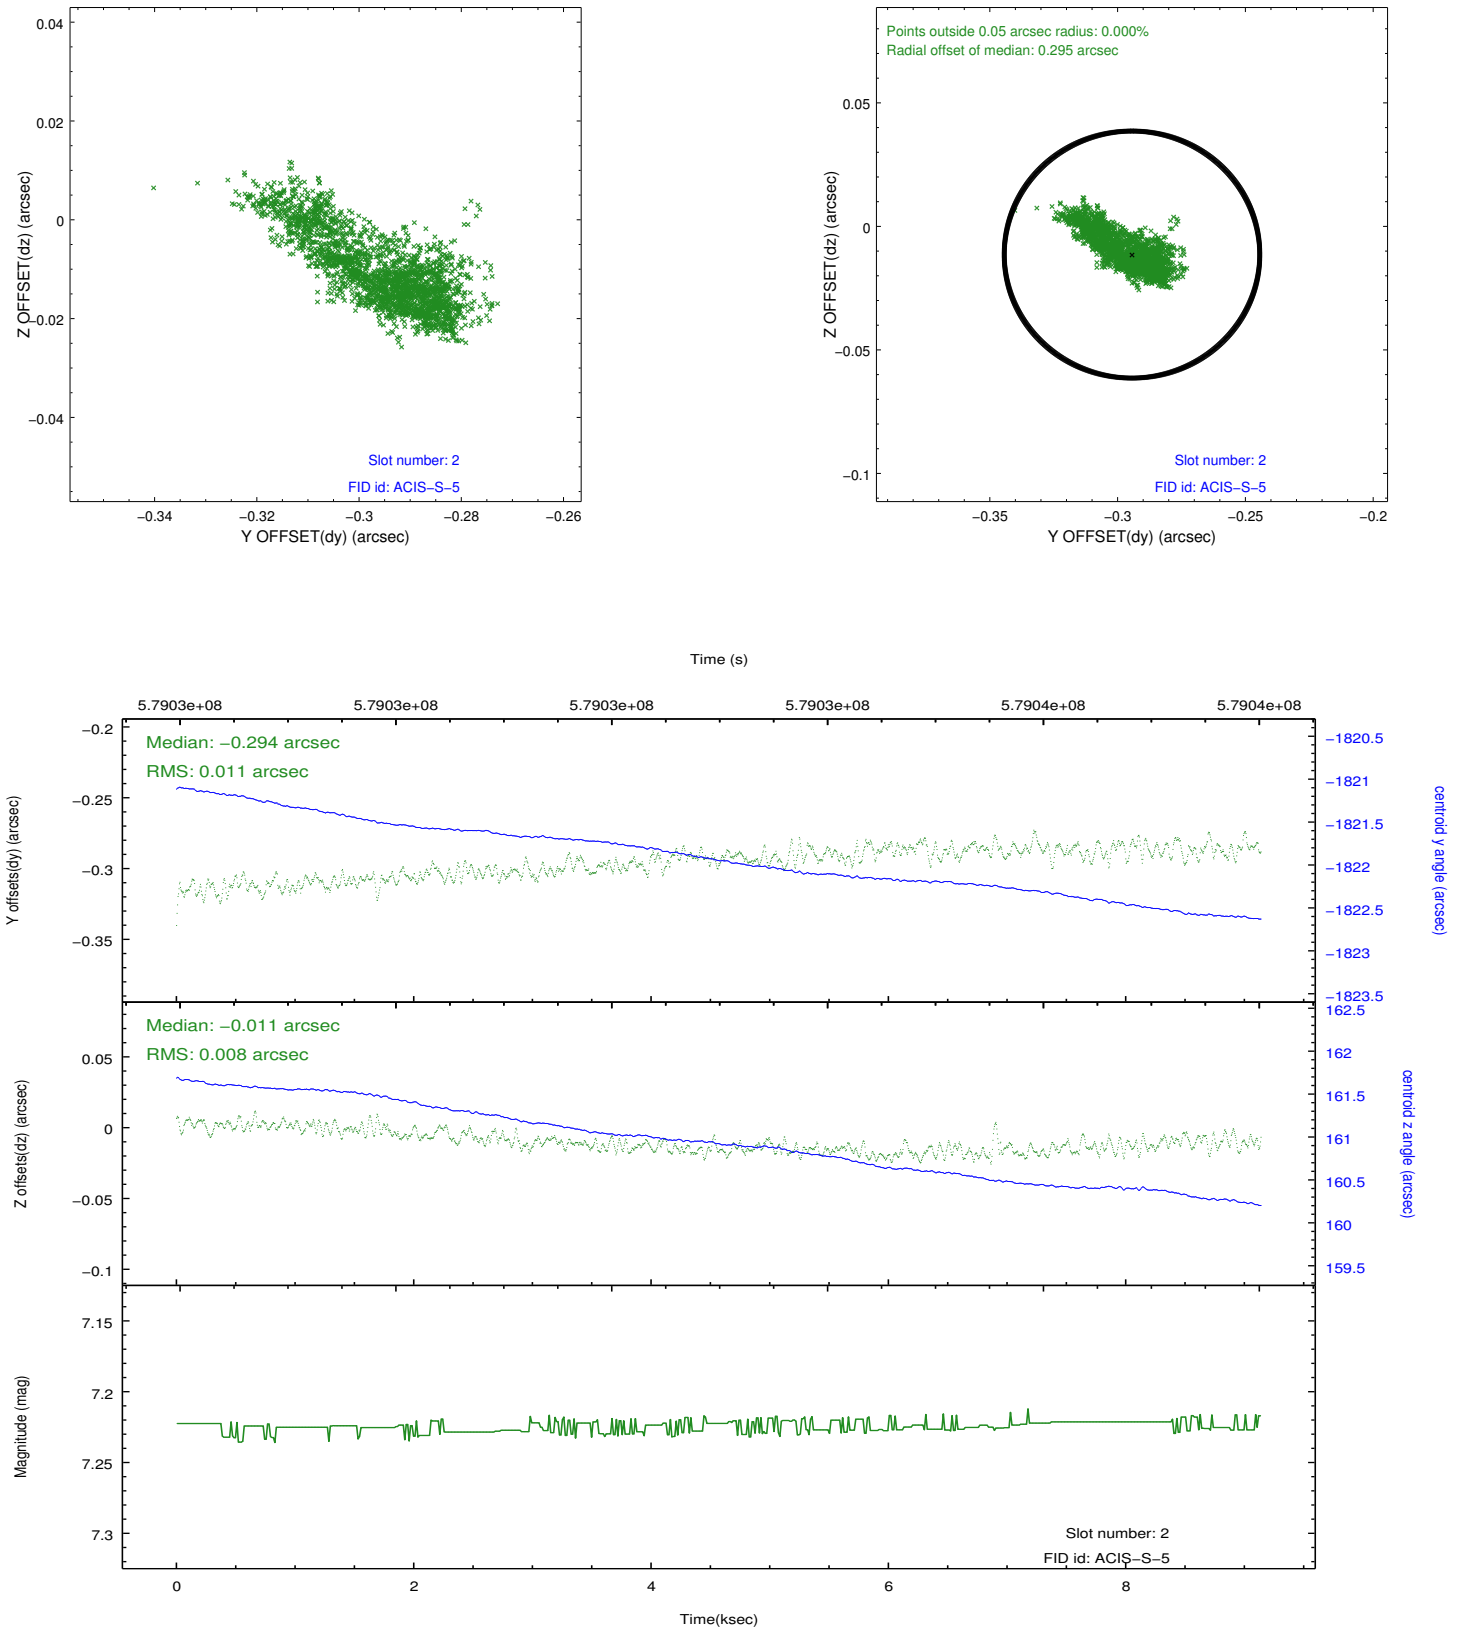 0.04
0.02
0
−0.02
−0.04
Z OFFSET(dz) (arcsec)
Slot number: 2
FID id: ACIS−S−5
−0.34
−0.32
−0.3
−0.28
−0.26
Y OFFSET(dy) (arcsec)
Points outside 0.05 arcsec radius: 0.000%
Radial offset of median: 0.295 arcsec
0.05
0
−0.05
−0.1
Z OFFSET(dz) (arcsec)
Slot number: 2
FID id: ACIS−S−5
−0.35
−0.3
−0.25
−0.2
Y OFFSET(dy) (arcsec)
Time (s)
5.7903e+08
5.7903e+08
5.7903e+08
5.7903e+08
5.7904e+08
5.7904e+08
Median: −0.294 arcsec
RMS: 0.011 arcsec
−0.2
−0.25
−0.3
−0.35
Y offsets(dy) (arcsec)
−1820.5
−1821
−1821.5
−1822
−1822.5
−1823
−1823.5
centroid y angle (arcsec)
Median: −0.011 arcsec
RMS: 0.008 arcsec
0.05
0
−0.05
−0.1
Z offsets(dz) (arcsec)
162.5
162
161.5
161
160.5
160
159.5
centroid z angle (arcsec)
7.15
7.2
7.25
7.3
Magnitude (mag)
Slot number: 2
FID id: ACIS−S−5
0
2
4
6
8
Time(ksec)